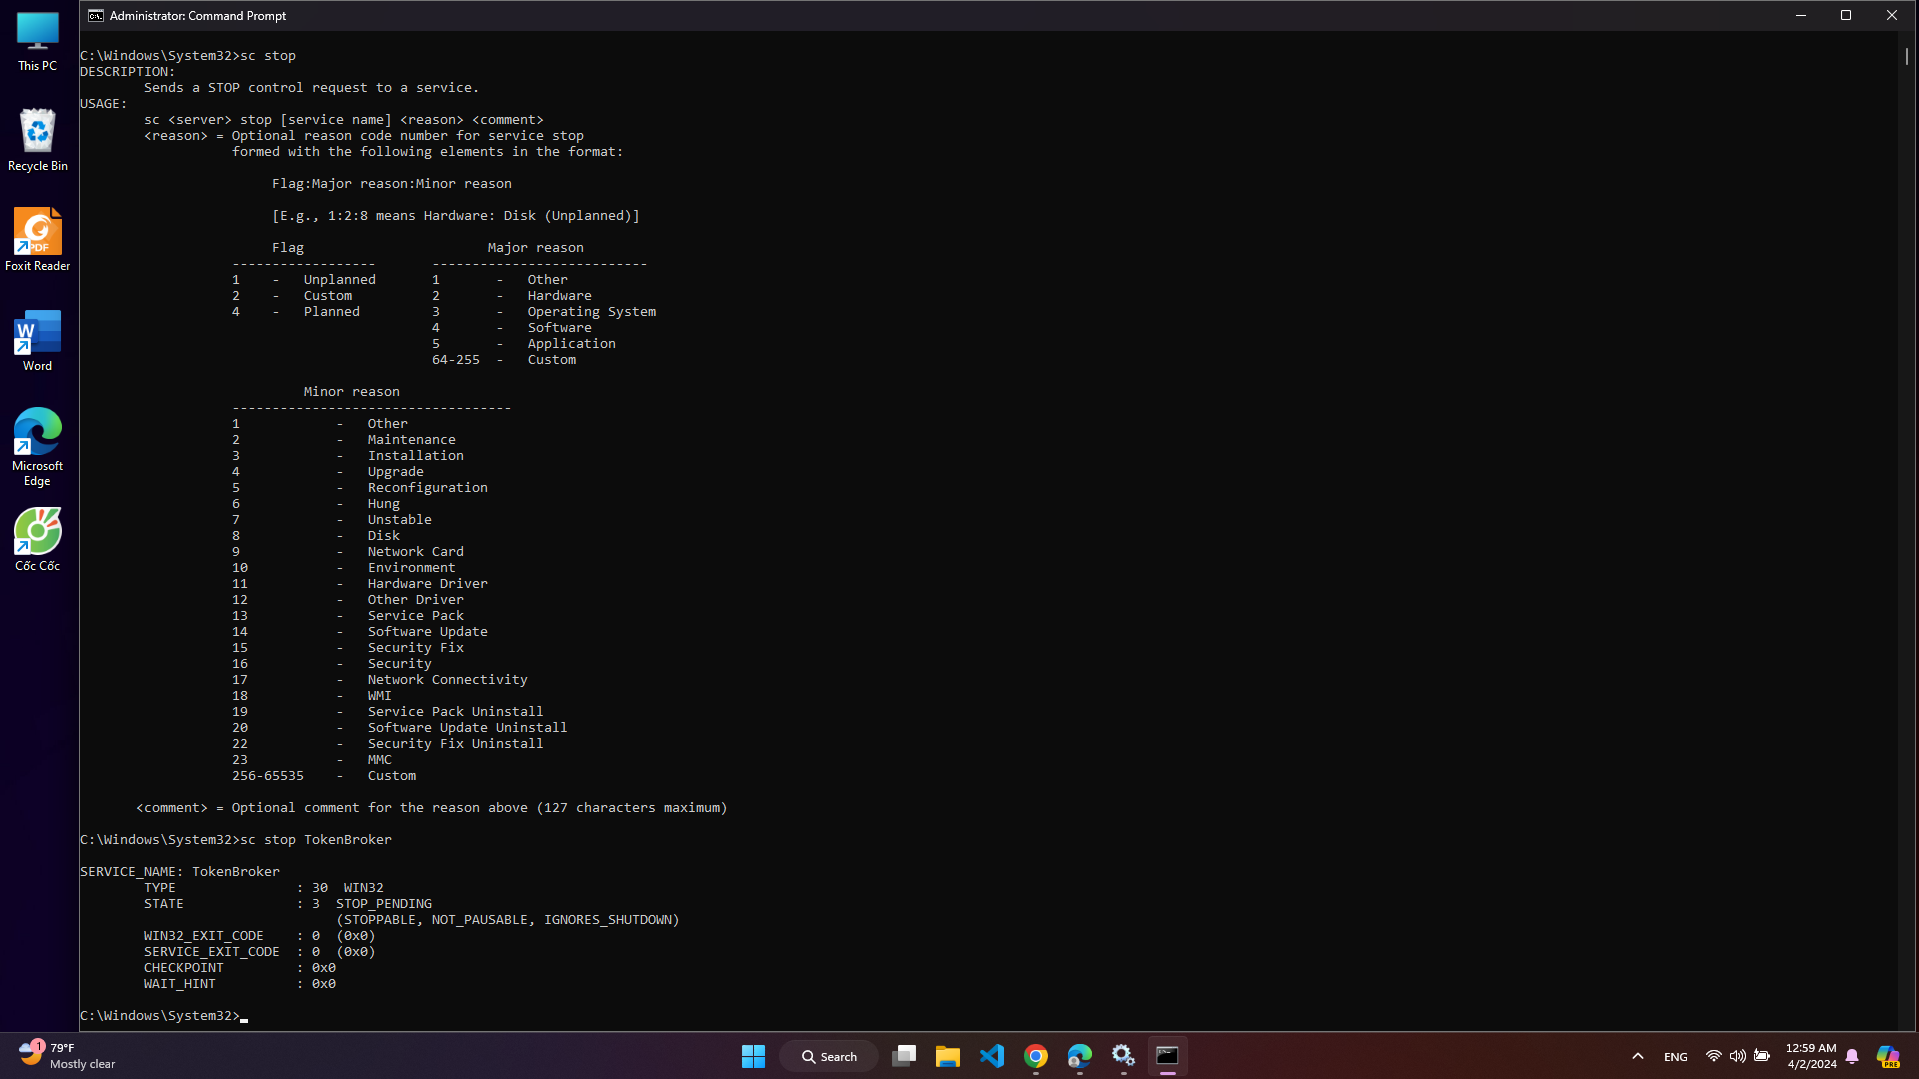 Administrator: Command Prompt
This PC
Recycle Bin
PDF
Foxit Reader
W
Word
Microsoft
Edge
Cốc Cốc
C:\Windows\System32>sc stop
DESCRIPTION:
Sends a STOP control request to a service.
USAGE:
sc <server> stop [service name] <reason> <comment>
<reason> = Optional reason code number for service stop
formed with the following elements in the format:
Flag:Major reason:Minor reason
[E.g., 1:2:8 means Hardware: Disk (Unplanned)]
Flag Major reason
------------------ ---------------------------
1 - Unplanned 1 - Other
2 - Custom 2 - Hardware
4 - Planned 3 - Operating System
4 - Software
5 - Application
64-255 - Custom
Minor reason
-----------------------------------
1 - Other
2 - Maintenance
3 - Installation
4 - Upgrade
5 - Reconfiguration
6 - Hung
7 - Unstable
8 - Disk
9 - Network Card
10 - Environment
11 - Hardware Driver
12 - Other Driver
13 - Service Pack
14 - Software Update
15 - Security Fix
16 - Security
17 - Network Connectivity
18 - WMI
19 - Service Pack Uninstall
20 - Software Update Uninstall
22 - Security Fix Uninstall
23 - MMC
256-65535 - Custom
<comment> = Optional comment for the reason above (127 characters maximum)
C:\Windows\System32>sc stop TokenBroker
SERVICE_NAME: TokenBroker
TYPE : 30 WIN32
STATE : 3 STOP_PENDING
(STOPPABLE, NOT_PAUSABLE, IGNORES_SHUTDOWN)
WIN32_EXIT_CODE : 0 (0x0)
SERVICE_EXIT_CODE : 0 (0x0)
CHECKPOINT : 0x0
WAIT_HINT : 0x0
C:\Windows\System32>
1
79°F
Mostly clear
Search
ENG
12:59 AM
4/2/2024
PRE